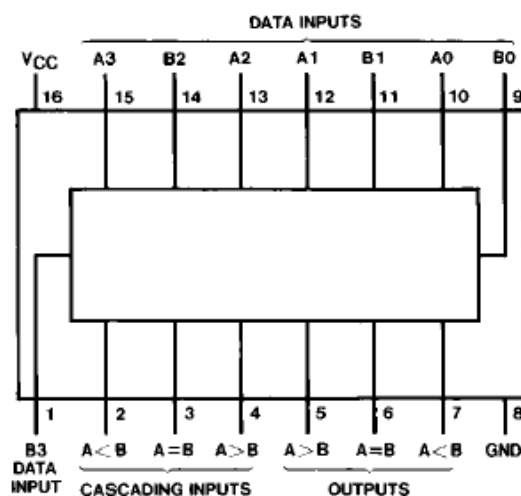 DATA INPUTS
VCC A3 B2 A2 A1 B1 A0 B0
16 15 14 13 12 11 10 9
1 2 3 4 5 6 7 8
B3 A<B A=B A>B A>B A=B A<B GND
DATA
INPUT CASCADING INPUTS OUTPUTS